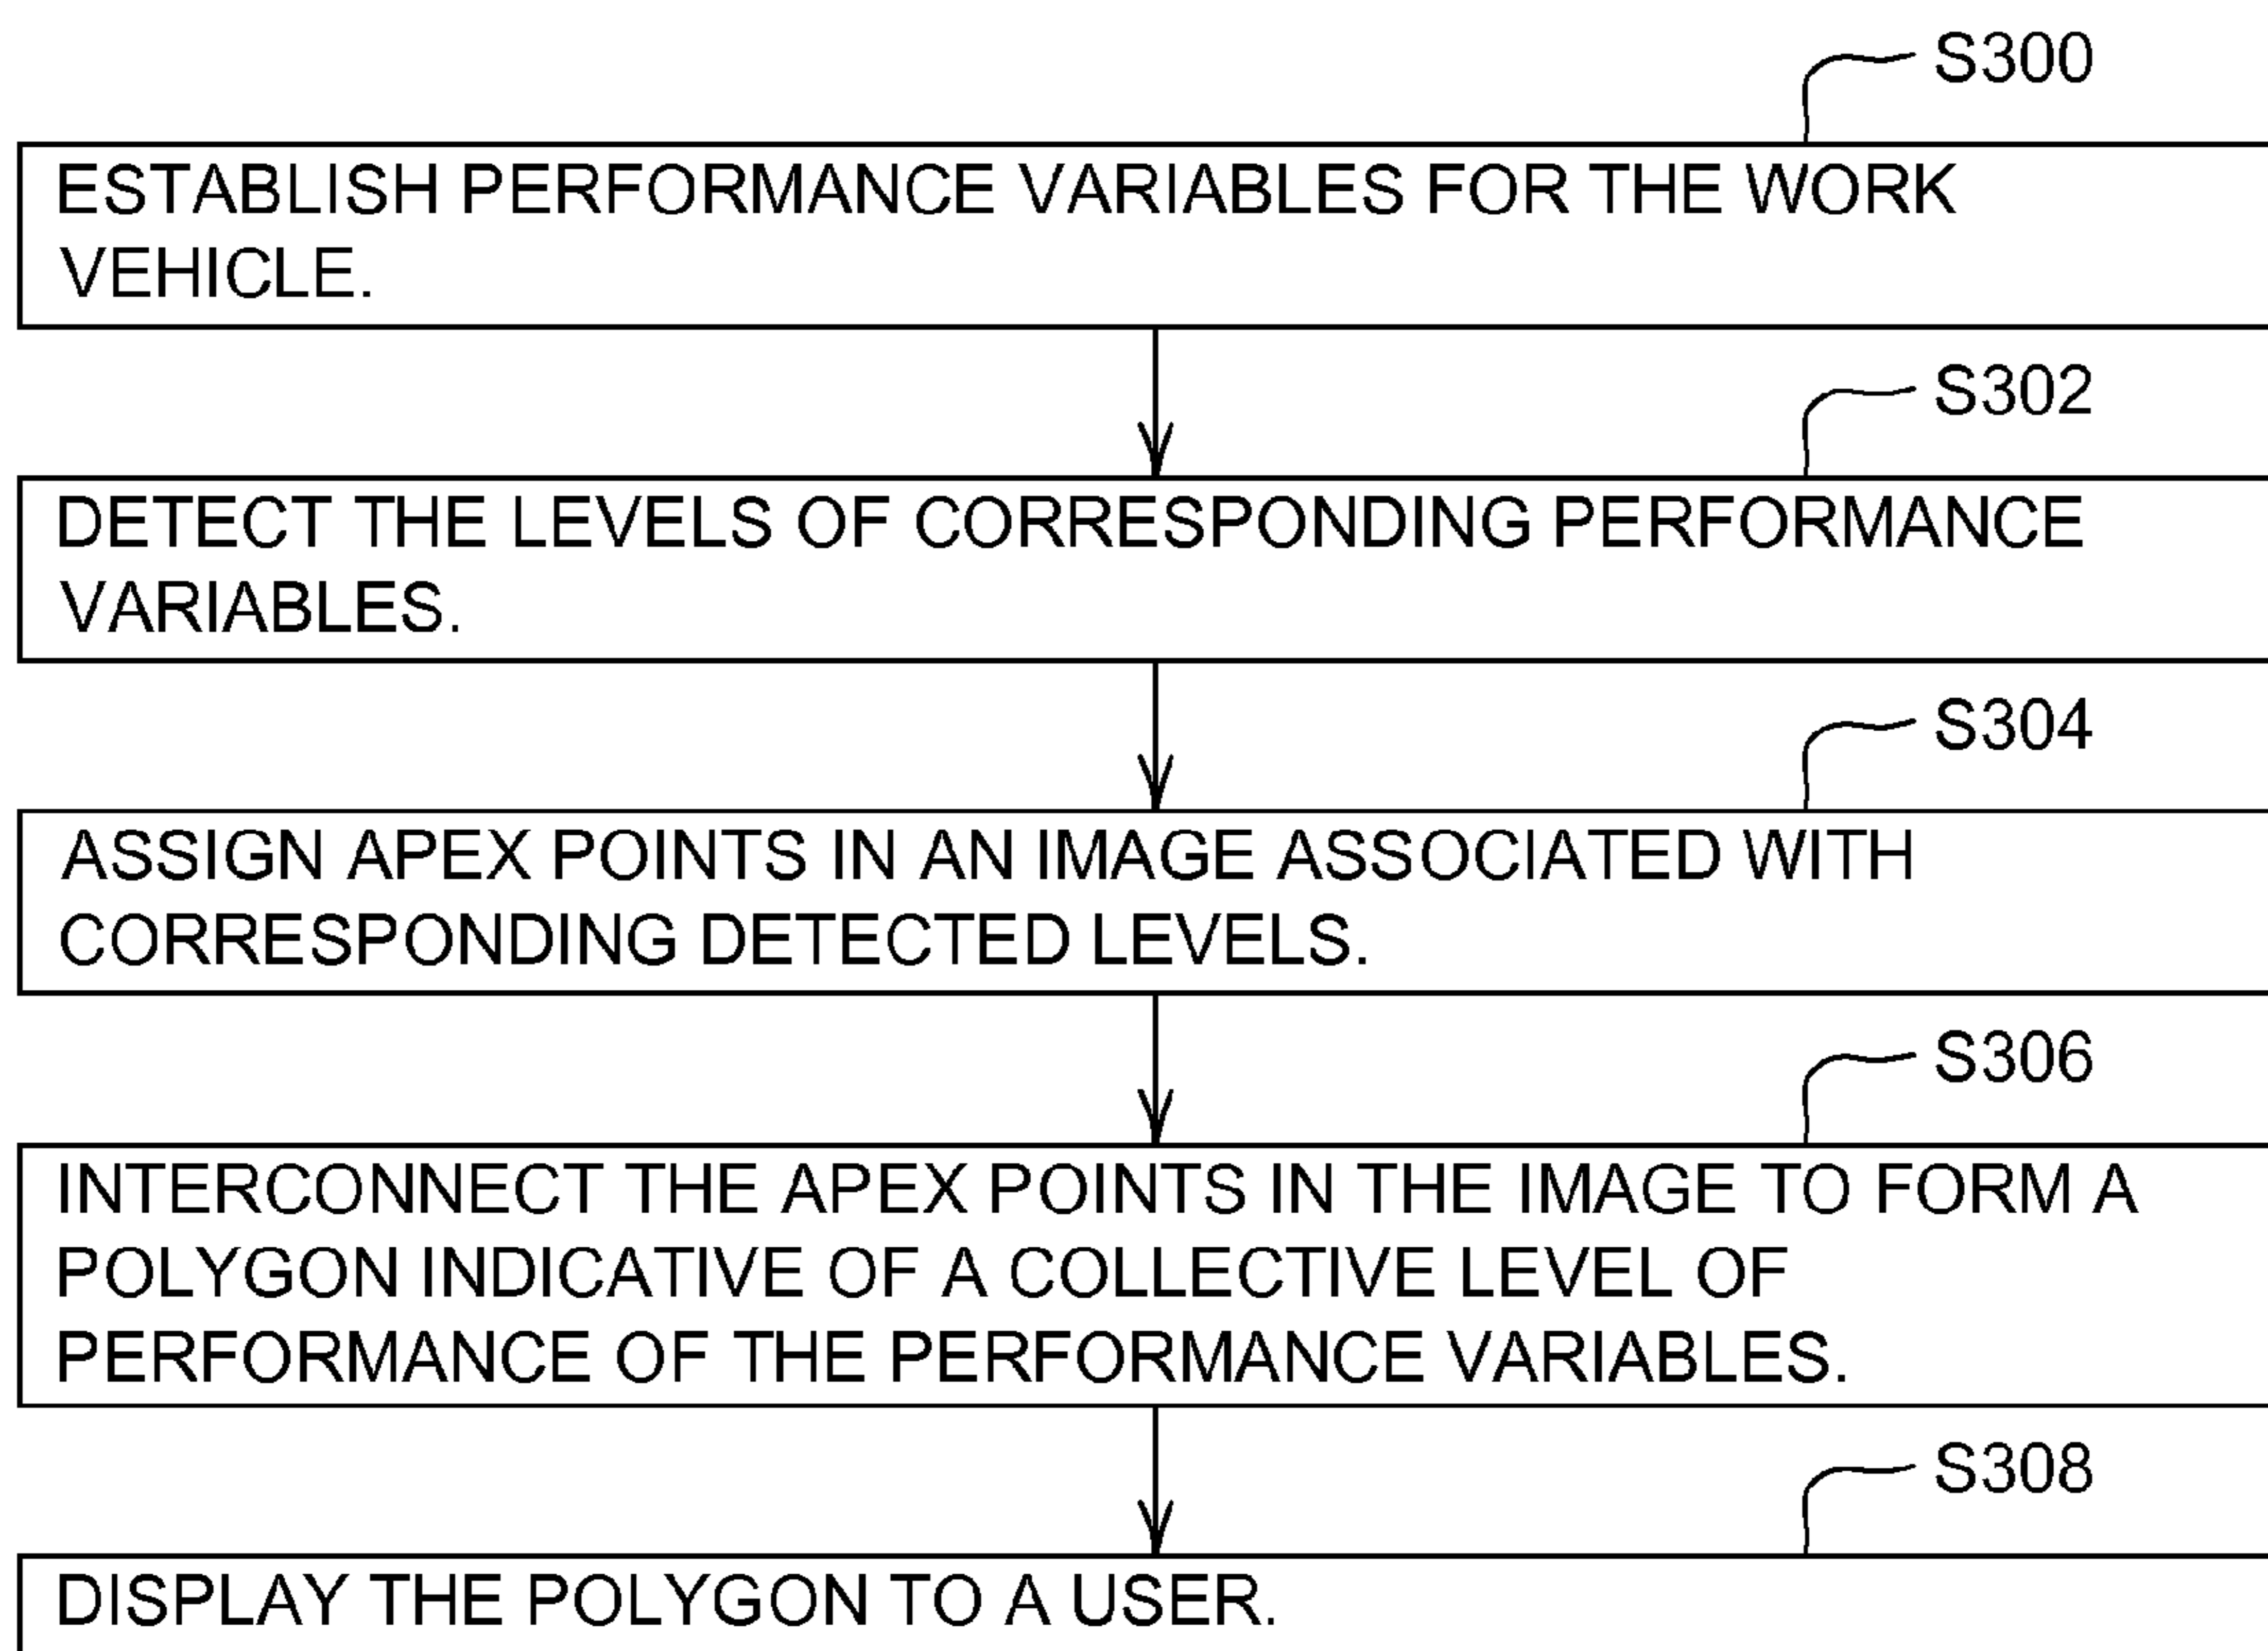 S300
ESTABLISH PERFORMANCE VARIABLES FOR THE WORK
VEHICLE.
S302
DETECT THE LEVELS OF CORRESPONDING PERFORMANCE
VARIABLES.
S304
ASSIGN APEX POINTS IN AN IMAGE ASSOCIATED WITH
CORRESPONDING DETECTED LEVELS.
S306
INTERCONNECT THE APEX POINTS IN THE IMAGE TO FORM A
POLYGON INDICATIVE OF A COLLECTIVE LEVEL OF
PERFORMANCE OF THE PERFORMANCE VARIABLES.
S308
DISPLAY THE POLYGON TO A USER.